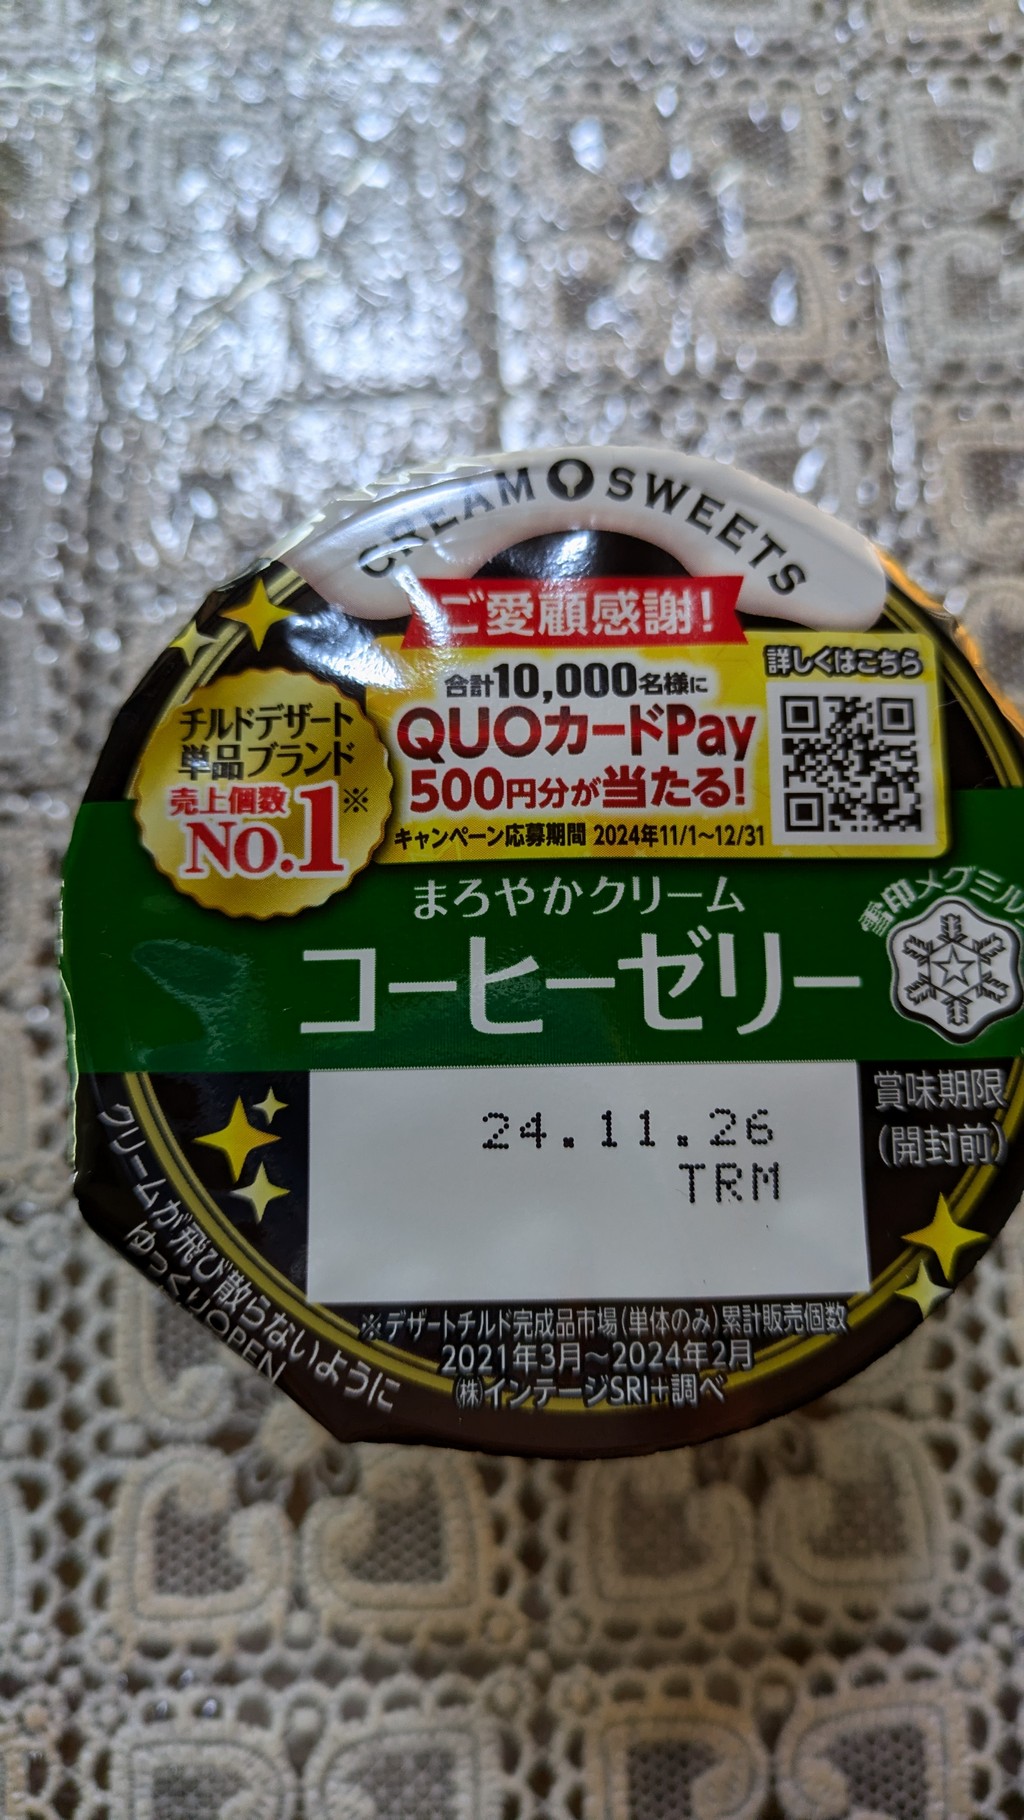 CREAM SWEETS
ご愛顧感謝!
合計10,000名様に
QUOカードPay
500円分が当たる!
キャンペーン応募期間 2024年11/1~12/31
詳しくはこちら
チルドデザート
単品ブランド
売上個数※
No.1
まろやかクリーム
コーヒーゼリー
雪印メグミル
24.11.26
TRM
賞味期限
(開封前)
クリームが飛び散らないように
ゆっくりOPEN
※デザートチルド完成品市場(単体のみ)累計販売個数
2021年3月~2024年2月
㈱インテージSRI+調べ